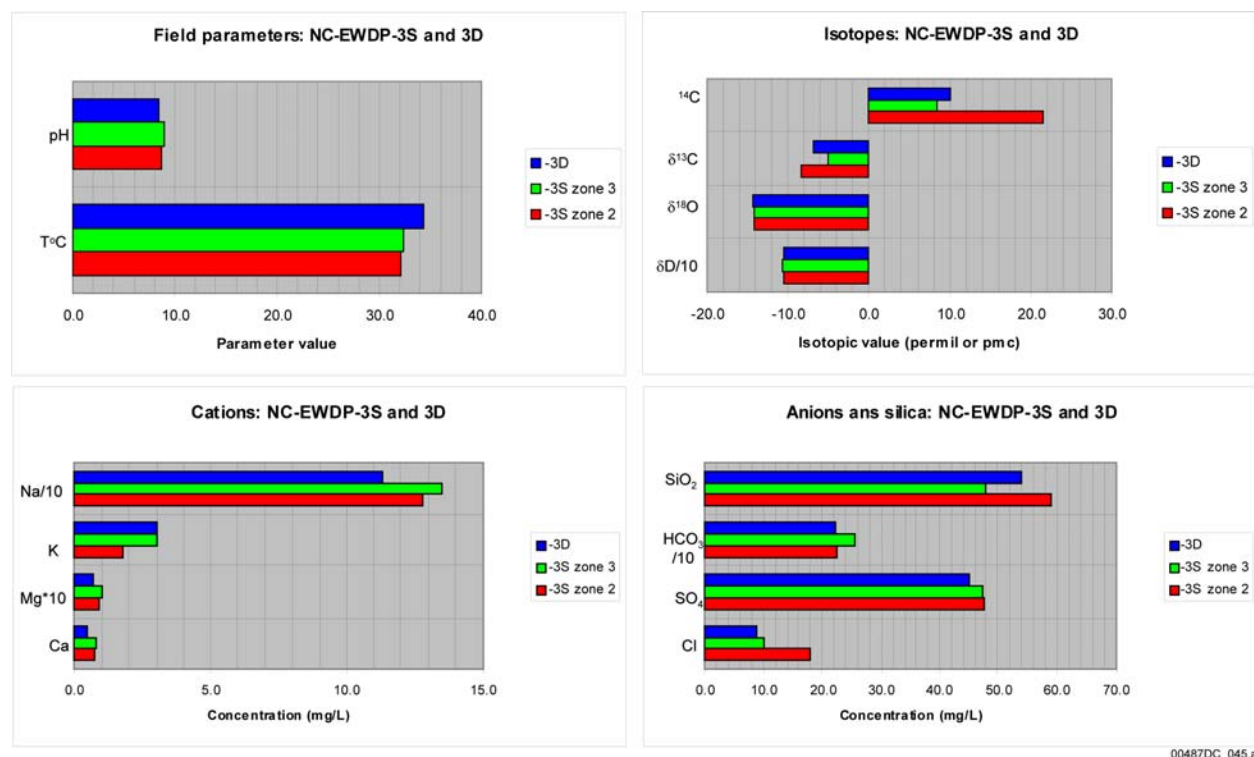 Field parameters: NC-EWDP-3S and 3D
pH
T°C
0.0 10.0 20.0 30.0 40.0
Parameter value
-3D
-3S zone 3
-3S zone 2
Isotopes: NC-EWDP-3S and 3D
¹⁴C
δ¹³C
δ¹⁸O
δD/10
-20.0 -10.0 0.0 10.0 20.0 30.0
Isotopic value (permil or pmc)
-3D
-3S zone 3
-3S zone 2
Cations: NC-EWDP-3S and 3D
Na/10
K
Mg*10
Ca
0.0 5.0 10.0 15.0
Concentration (mg/L)
-3D
-3S zone 3
-3S zone 2
Anions ans silica: NC-EWDP-3S and 3D
SiO₂
HCO₃
/10
SO₄
Cl
0.0 10.0 20.0 30.0 40.0 50.0 60.0 70.0
Concentration (mg/L)
-3D
-3S zone 3
-3S zone 2
00487DC_045.a